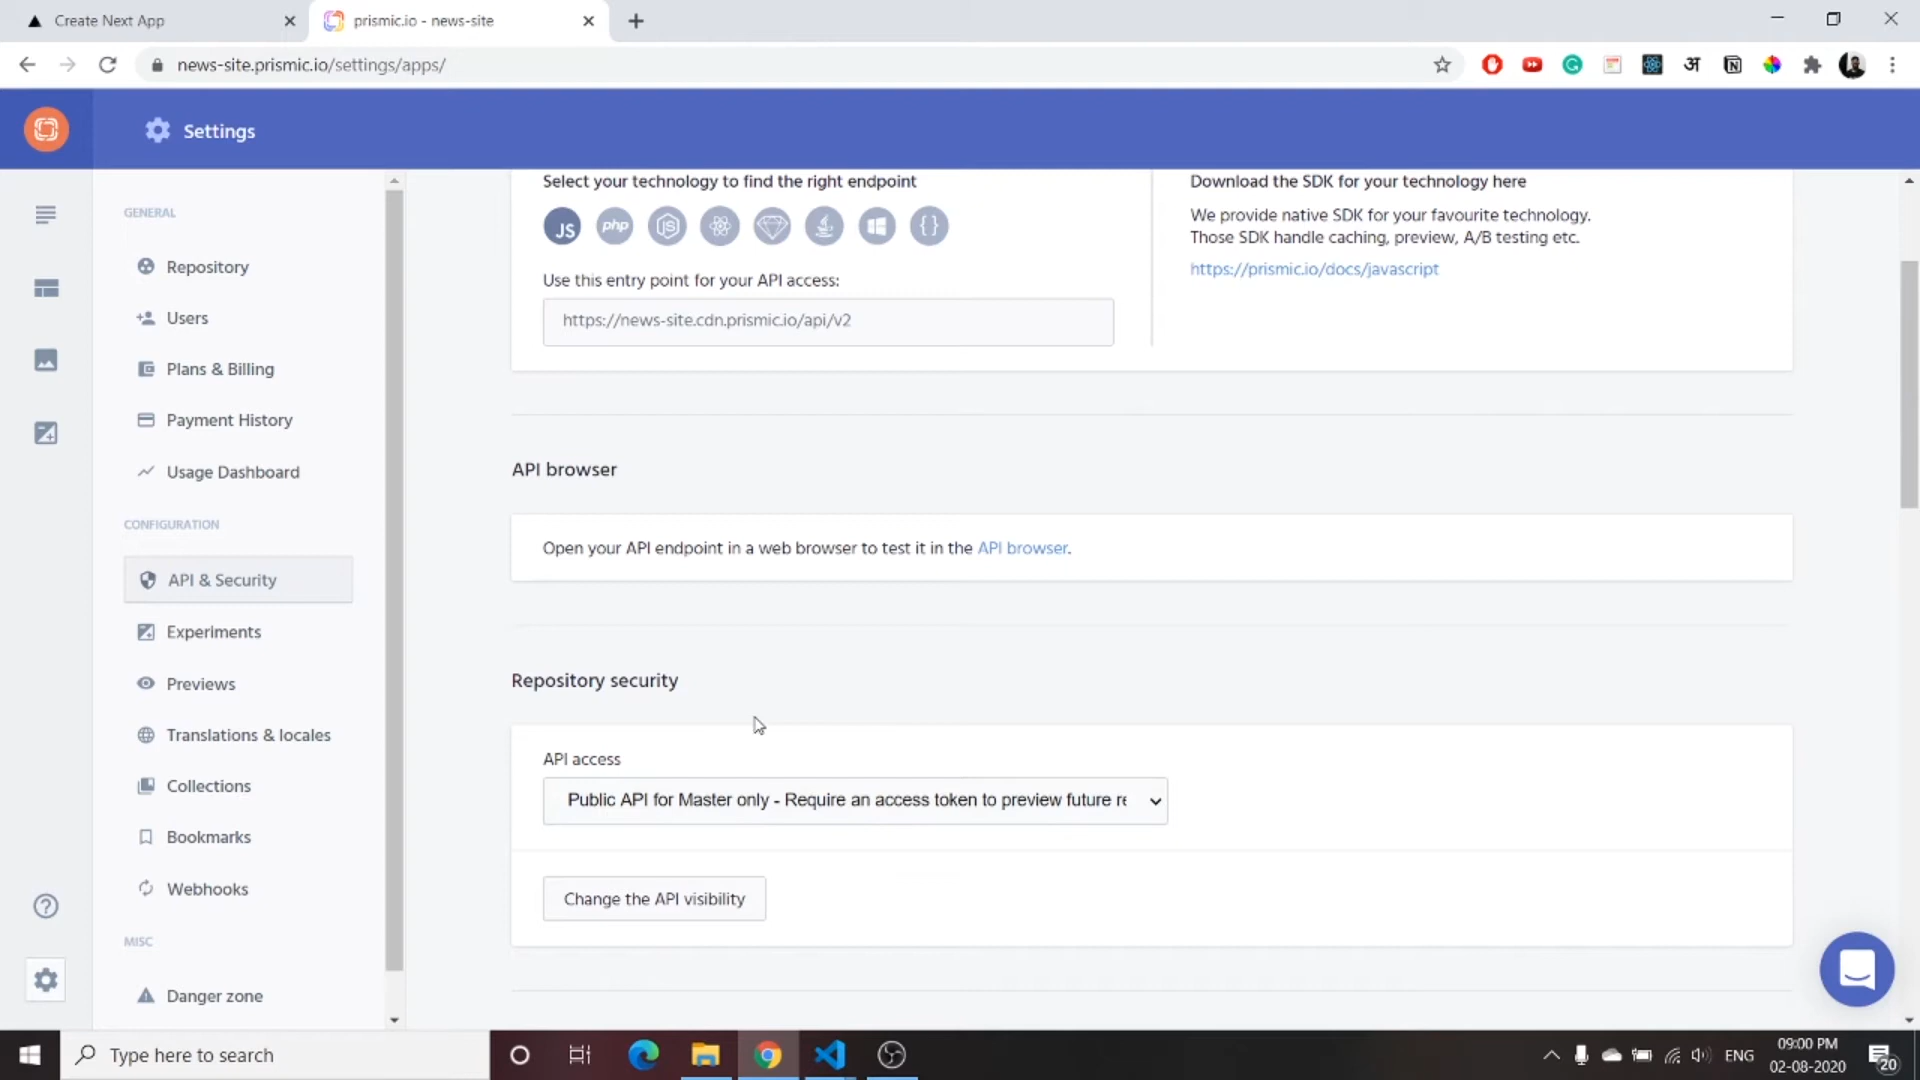 Create Next App
prismic.io - news-site
news-site.prismic.io/settings/apps/
अ
Settings
GENERAL
Repository
Users
Plans & Billing
Payment History
Usage Dashboard
CONFIGURATION
API & Security
Experiments
Previews
Translations & locales
Collections
Bookmarks
Webhooks
MISC
Danger zone
Select your technology to find the right endpoint
JS
php
JS
{ }
Use this entry point for your API access:
https://news-site.cdn.prismic.io/api/v2
Download the SDK for your technology here
We provide native SDK for your favourite technology.
Those SDK handle caching, preview, A/B testing etc.
https://prismic.io/docs/javascript
API browser
Open your API endpoint in a web browser to test it in the API browser.
Repository security
API access
Public API for Master only - Require an access token to preview future re
Change the API visibility
Type here to search
ENG
09:00 PM
02-08-2020
20